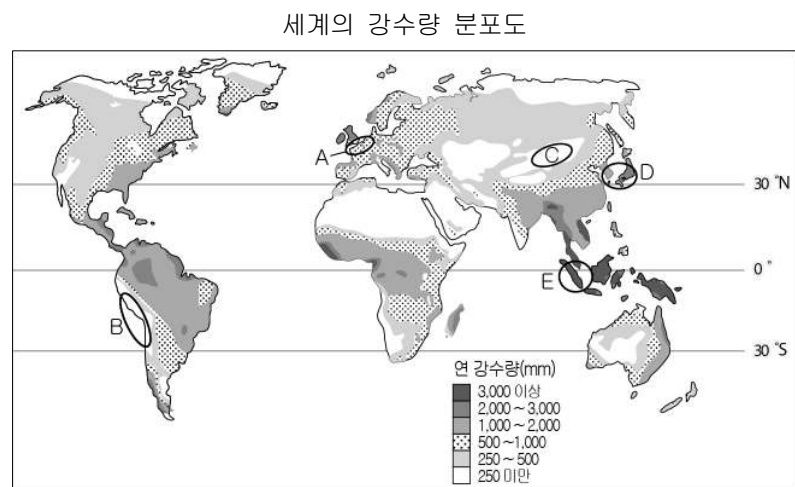 세계의 강수량 분포도
A
B
C
D
E
30 °N
0 °
30 °S
연 강수량(mm)
3,000 이상
2,000 ~ 3,000
1,000 ~ 2,000
500 ~ 1,000
250 ~ 500
250 미만